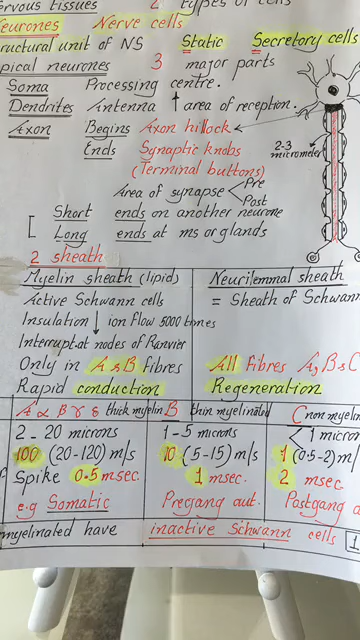 ervous tissues 2 types of cells
Neurones Nerve cells Static Secretory cells
ructural unit of NS
pical neurones 3 major parts
Soma Processing centre.
Dendrites Antenna ↑ area of reception.
Axon Begins Axon hillock
Ends Synaptic knobs
(Terminal buttons)
2-3 micrometer
Area of synapse < Pre
Post
[ Short ends on another neurone
Long ends at ms or glands
2 sheath
Myelin sheath (lipid) Neurilemmal sheath
Active Schwann cells = Sheath of Schwan
Insulation ↓ ion flow 5000 times
Interrupt at nodes of Ranvier
Only in A&B fibres All fibres A, B & C
Rapid conduction Regeneration
A α β γ δ thick myelin B thin myelinated C non myelin
2-20 microns 1-5 microns < 1 micron
100 (20-120) m/s 10 (5-15) m/s 1 (0.5-2) m/
Spike 0.5 msec. 1 msec. 2 msec
e.g Somatic Pregang aut. Postgang a
myelinated have inactive Schwann cells 1